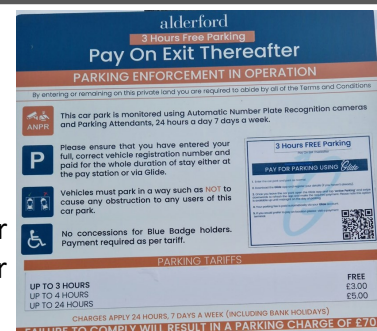 alderford
3 Hours Free Parking
Pay On Exit Thereafter
PARKING ENFORCEMENT IN OPERATION
By entering or remaining on this private land you are required to abide by all of the Terms and Conditions
ANPR
This car park is monitored using Automatic Number Plate Recognition cameras
and Parking Attendants, 24 hours a day 7 days a week.
P
Please ensure that you have entered your
full, correct vehicle registration number and
paid for the whole duration of stay either at
the pay station or via Glide.
Vehicles must park in a way such as NOT to
cause any obstruction to any users of this
car park.
No concessions for Blue Badge holders.
Payment required as per tariff.
3 Hours FREE Parking
PAY FOR PARKING USING Glide
PARKING TARIFFS
UP TO 3 HOURS FREE
UP TO 4 HOURS £3.00
UP TO 24 HOURS £5.00
CHARGES APPLY 24 HOURS, 7 DAYS A WEEK (INCLUDING BANK HOLIDAYS)
FAILURE TO COMPLY WILL RESULT IN A PARKING CHARGE OF £70